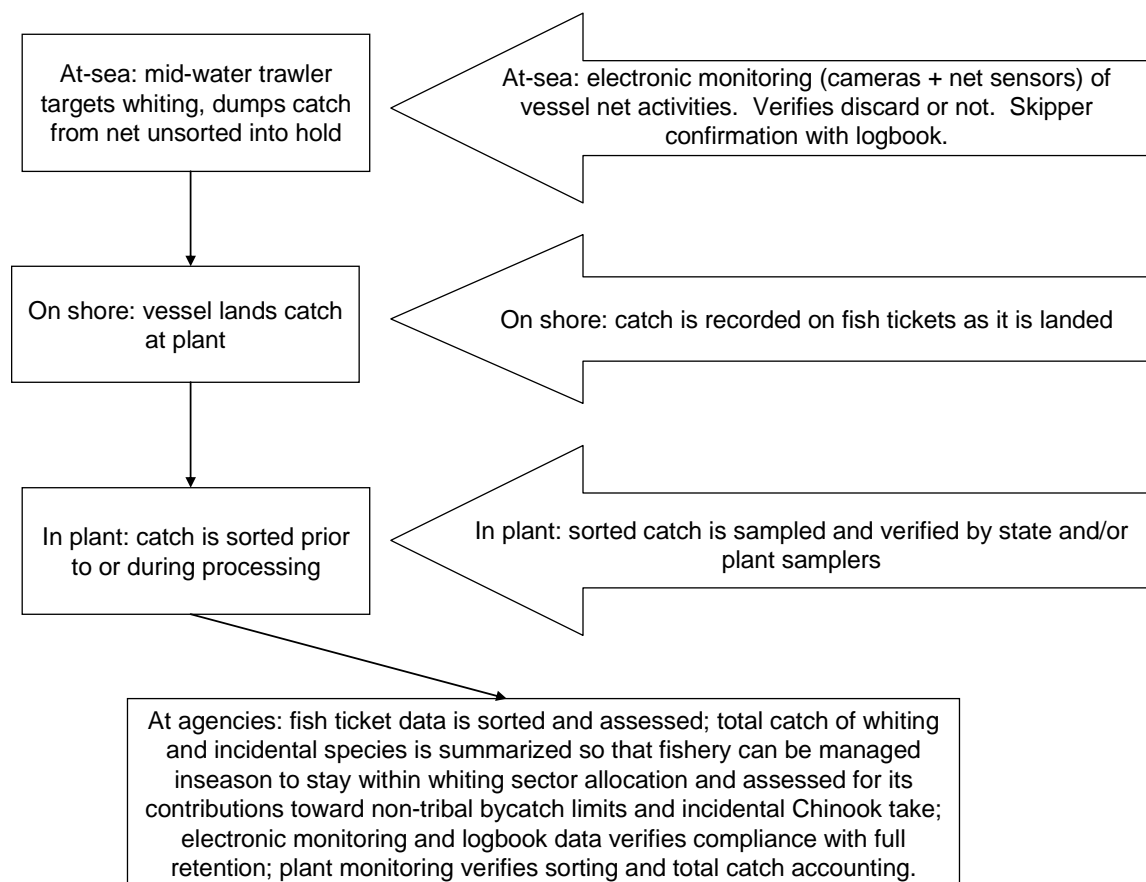 At-sea: mid-water trawler
targets whiting, dumps catch
from net unsorted into hold
At-sea: electronic monitoring (cameras + net sensors) of
vessel net activities. Verifies discard or not. Skipper
confirmation with logbook.
On shore: vessel lands catch
at plant
On shore: catch is recorded on fish tickets as it is landed
In plant: catch is sorted prior
to or during processing
In plant: sorted catch is sampled and verified by state and/or
plant samplers
At agencies: fish ticket data is sorted and assessed; total catch of whiting
and incidental species is summarized so that fishery can be managed
inseason to stay within whiting sector allocation and assessed for its
contributions toward non-tribal bycatch limits and incidental Chinook take;
electronic monitoring and logbook data verifies compliance with full
retention; plant monitoring verifies sorting and total catch accounting.